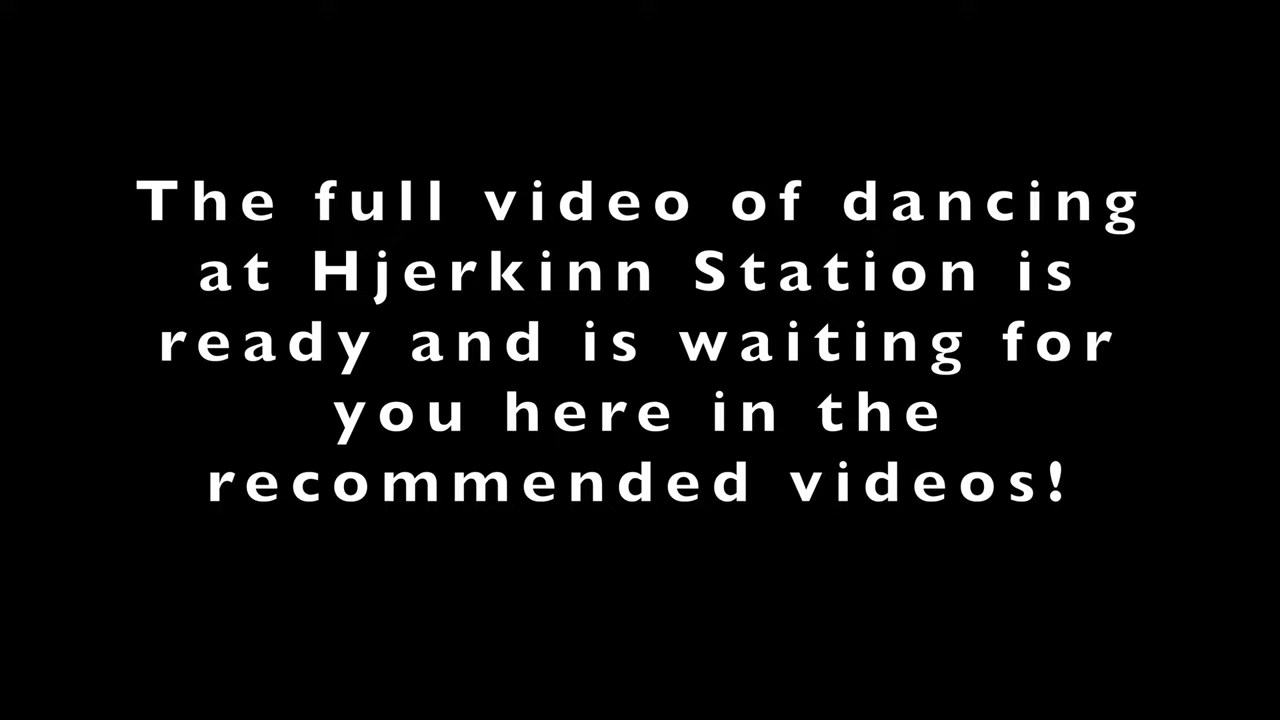 The full video of dancing
at Hjerkinn Station is
ready and is waiting for
you here in the
recommended videos!